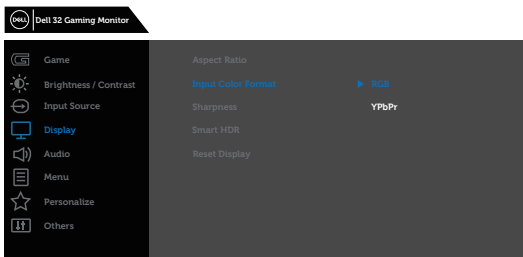 DELL Dell 32 Gaming Monitor
Game
Aspect Ratio
Brightness / Contrast
Input Color Format
RGB
Input Source
Sharpness
YPbPr
Display
Smart HDR
Audio
Reset Display
Menu
Personalize
Others